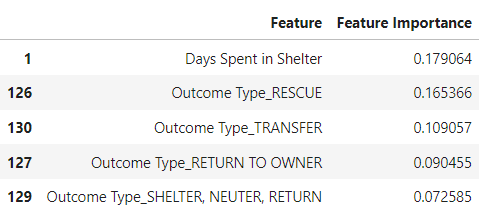 Feature Feature Importance
1 Days Spent in Shelter 0.179064
126 Outcome Type_RESCUE 0.165366
130 Outcome Type_TRANSFER 0.109057
127 Outcome Type_RETURN TO OWNER 0.090455
129 Outcome Type_SHELTER, NEUTER, RETURN 0.072585